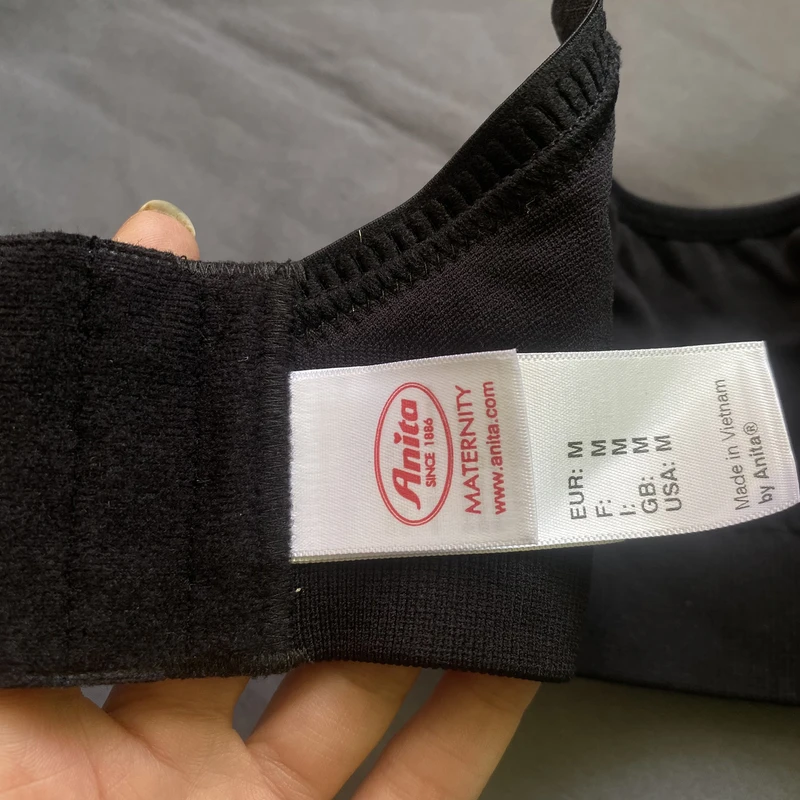 Anita
SINCE 1886
MATERNITY
www.anita.com
EUR: M
F: M
I: M
GB: M
USA: M
Made in Vietnam
by Anita®